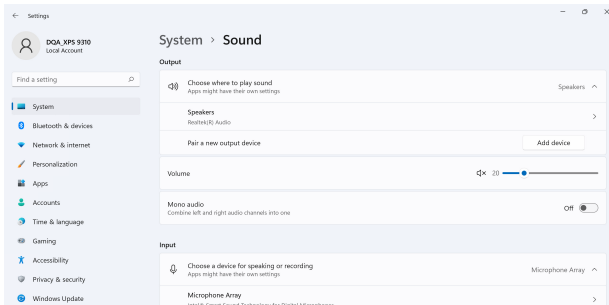 Settings
DQA_XPS 9310
Local Account
Find a setting
System
Bluetooth & devices
Network & internet
Personalization
Apps
Accounts
Time & language
Gaming
Accessibility
Privacy & security
Windows Update
System > Sound
Output
Choose where to play sound
Apps might have their own settings
Speakers
Speakers
Realtek(R) Audio
Pair a new output device
Add device
Volume
20
Mono audio
Combine left and right audio channels into one
Off
Input
Choose a device for speaking or recording
Apps might have their own settings
Microphone Array
Microphone Array